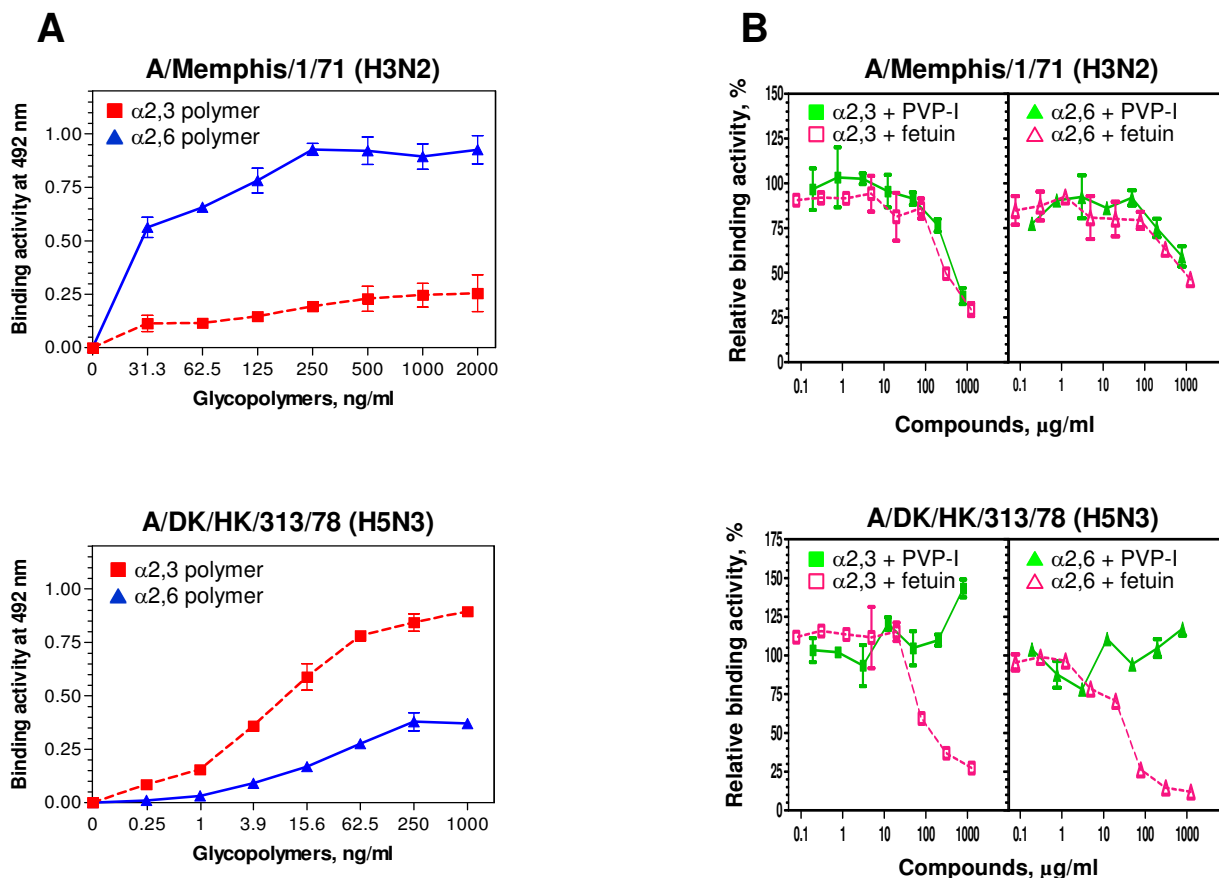 A
A/Memphis/1/71 (H3N2)
α2,3 polymer
α2,6 polymer
Binding activity at 492 nm
1.00
0.75
0.50
0.25
0.00
0 31.3 62.5 125 250 500 1000 2000
Glycopolymers, ng/ml
B
A/Memphis/1/71 (H3N2)
Relative binding activity, %
150
125
100
75
50
25
0
α2,3 + PVP-I
α2,3 + fetuin
α2,6 + PVP-I
α2,6 + fetuin
0.1 1 10 100 1000 0.1 1 10 100 1000
Compounds, μg/ml
A/DK/HK/313/78 (H5N3)
α2,3 polymer
α2,6 polymer
Binding activity at 492 nm
1.00
0.75
0.50
0.25
0.00
0 0.25 1 3.9 15.6 62.5 250 1000
Glycopolymers, ng/ml
A/DK/HK/313/78 (H5N3)
Relative binding activity, %
175
150
125
100
75
50
25
0
α2,3 + PVP-I
α2,3 + fetuin
α2,6 + PVP-I
α2,6 + fetuin
0.1 1 10 100 1000 0.1 1 10 100 1000
Compounds, μg/ml